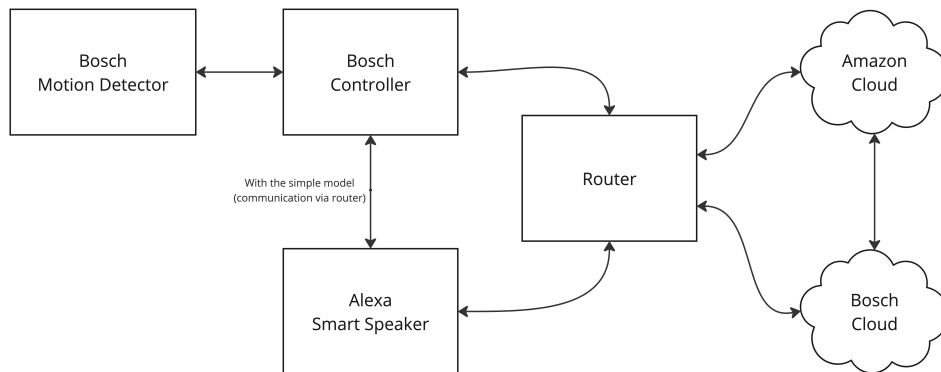 Bosch
Motion Detector
Bosch
Controller
Amazon
Cloud
With the simple model
(communication via router)
Router
Alexa
Smart Speaker
Bosch
Cloud